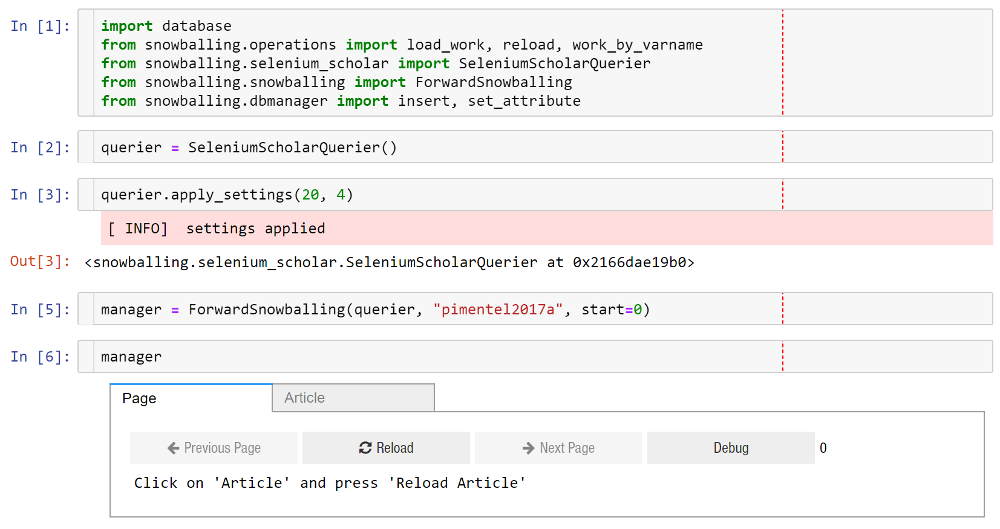 In [1]: import database
from snowballing.operations import load_work, reload, work_by_varname
from snowballing.selenium_scholar import SeleniumScholarQuerier
from snowballing.snowballing import ForwardSnowballing
from snowballing.dbmanager import insert, set_attribute
In [2]: querier = SeleniumScholarQuerier()
In [3]: querier.apply_settings(20, 4)
[ INFO]  settings applied
Out[3]: <snowballing.selenium_scholar.SeleniumScholarQuerier at 0x2166dae19b0>
In [5]: manager = ForwardSnowballing(querier, "pimentel2017a", start=0)
In [6]: manager
Page Article
Previous Page Reload Next Page Debug 0
Click on 'Article' and press 'Reload Article'